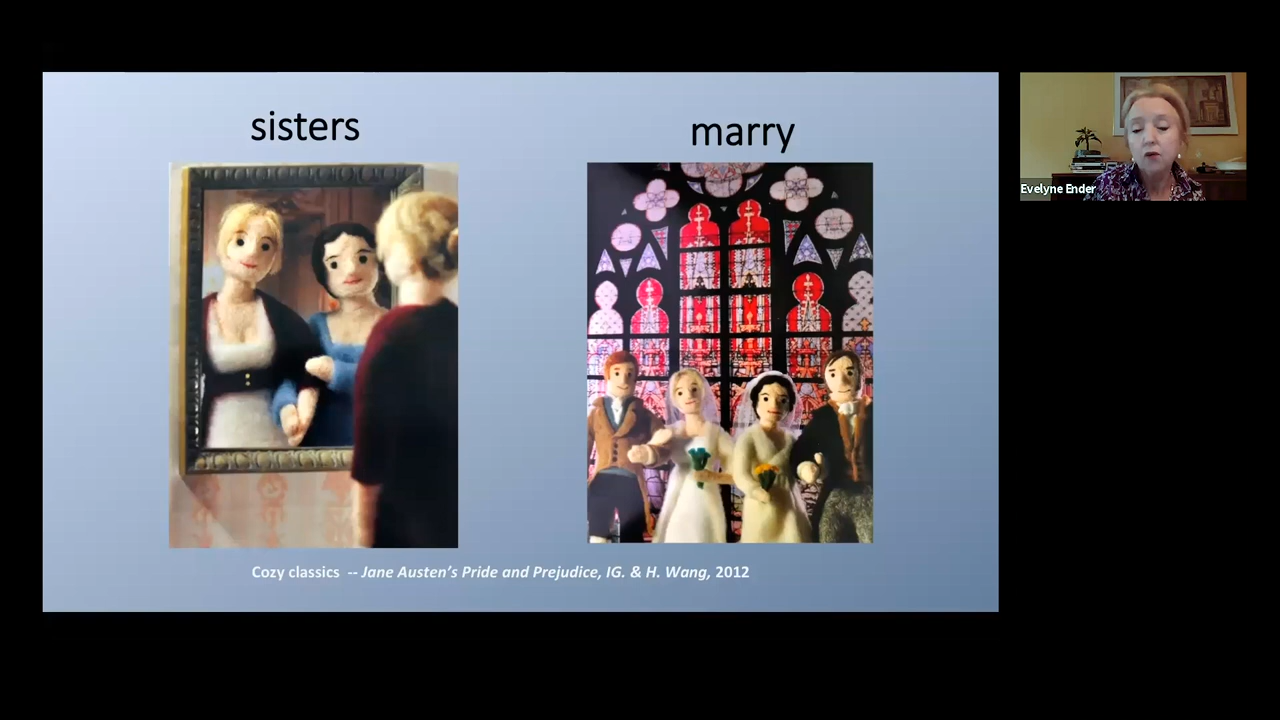 sisters
marry
Evelyne Ender
Cozy classics -- Jane Austen's Pride and Prejudice, IG. & H. Wang, 2012